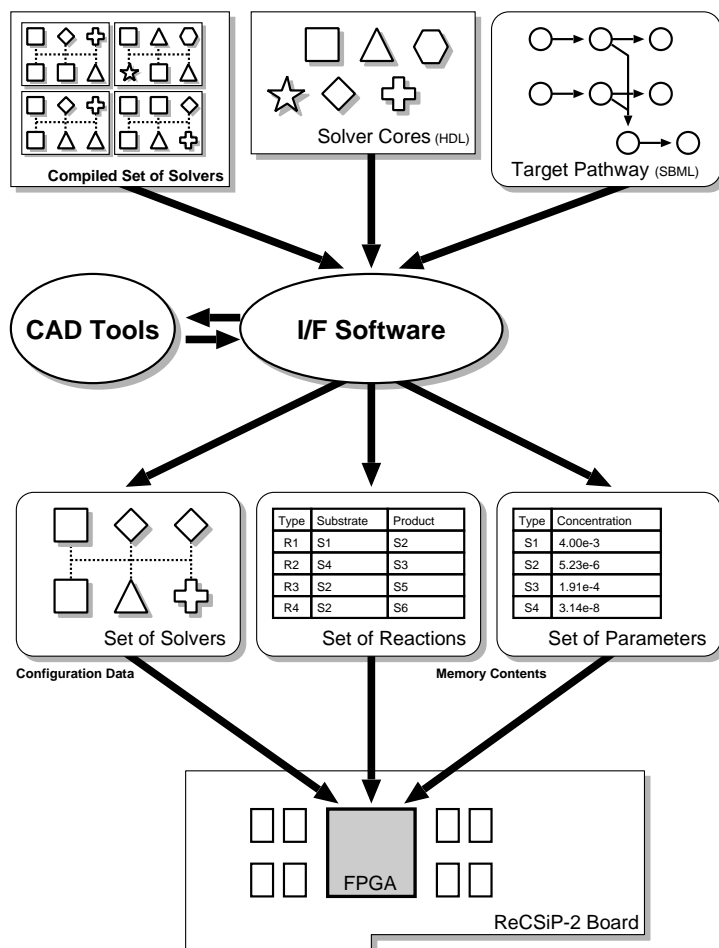 Compiled Set of Solvers
Solver Cores (HDL)
Target Pathway (SBML)
CAD Tools
I/F Software
Set of Solvers
Type Substrate Product
R1 S1 S2
R2 S4 S3
R3 S2 S5
R4 S2 S6
Set of Reactions
Type Concentration
S1 4.00e-3
S2 5.23e-6
S3 1.91e-4
S4 3.14e-8
Set of Parameters
Configuration Data
Memory Contents
FPGA
ReCSiP-2 Board